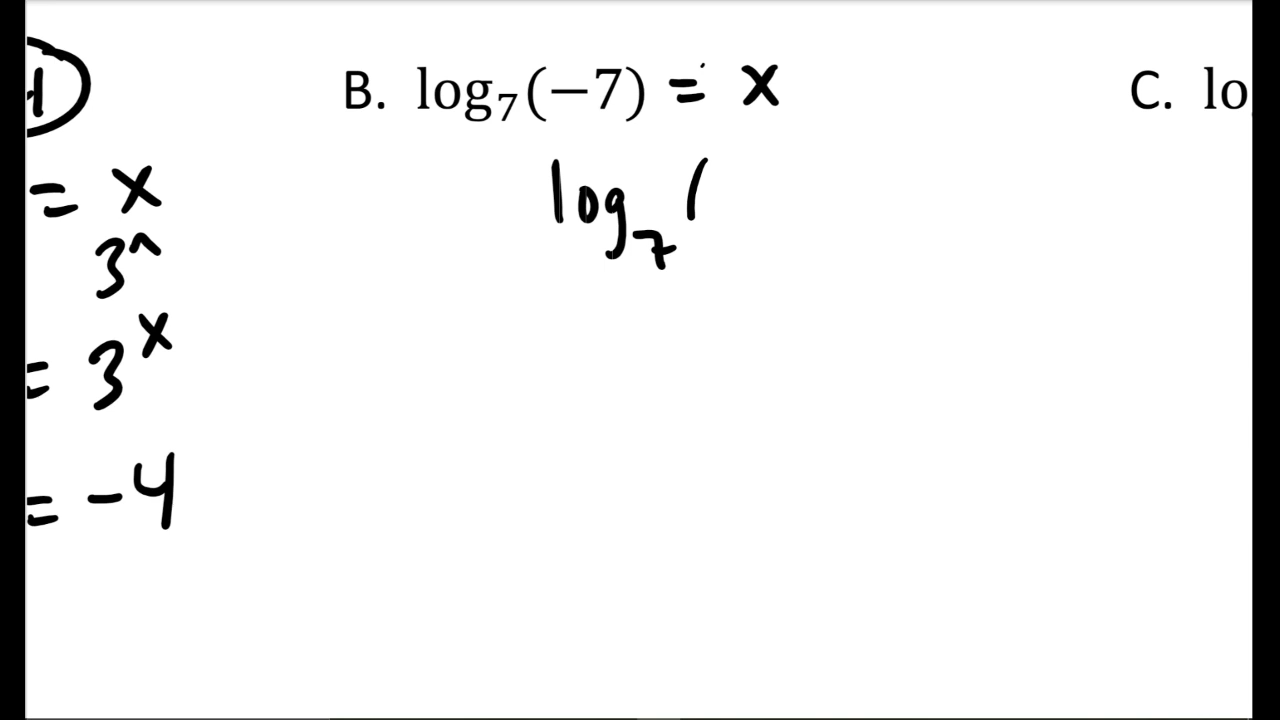 B. log₇(−7) = x
C. lo
= x
log₇ (
3^
= 3ˣ
= -4